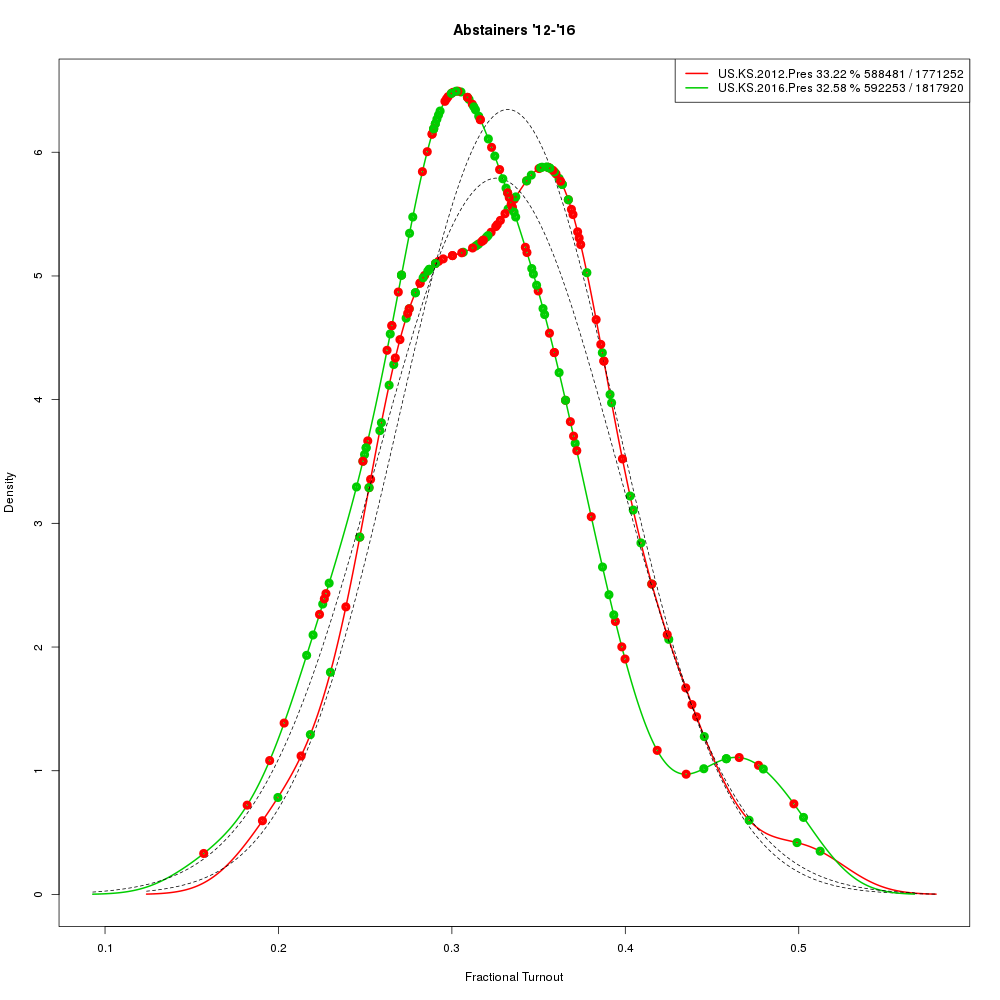 Abstainers '12-'16
US.KS.2012.Pres 33.22 % 588481 / 1771252
US.KS.2016.Pres 32.58 % 592253 / 1817920
Density
6
5
4
3
2
1
0
0.1 0.2 0.3 0.4 0.5
Fractional Turnout